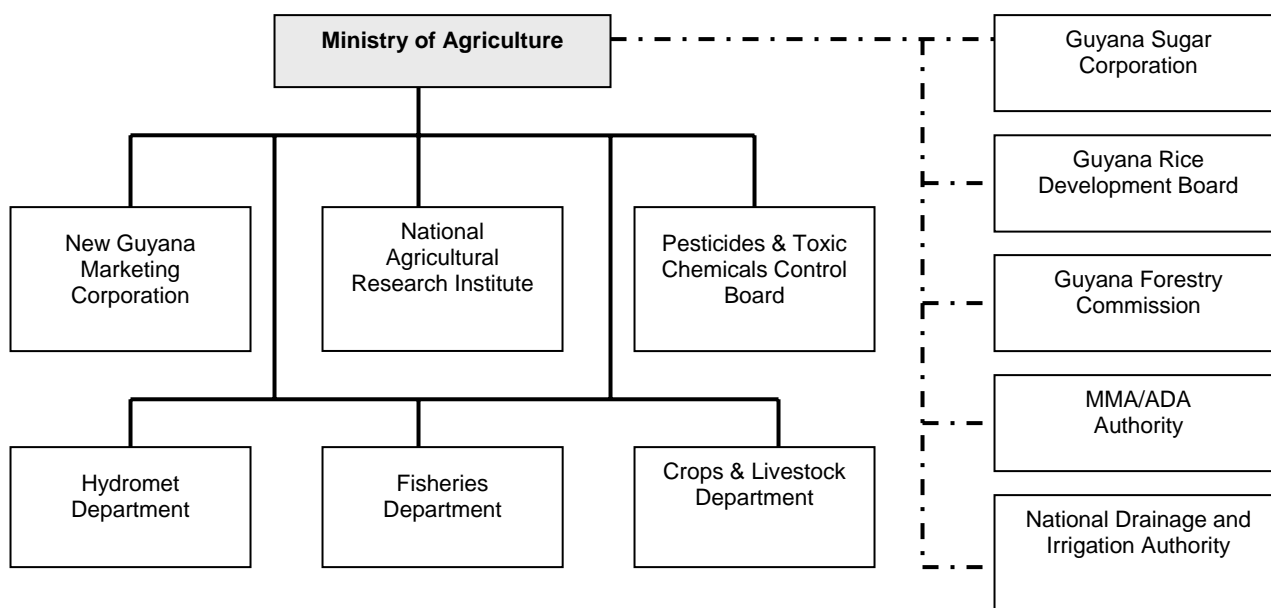 Ministry of Agriculture
Guyana Sugar
Corporation
Guyana Rice
Development Board
New Guyana
Marketing
Corporation
National
Agricultural
Research Institute
Pesticides & Toxic
Chemicals Control
Board
Guyana Forestry
Commission
MMA/ADA
Authority
Hydromet
Department
Fisheries
Department
Crops & Livestock
Department
National Drainage and
Irrigation Authority